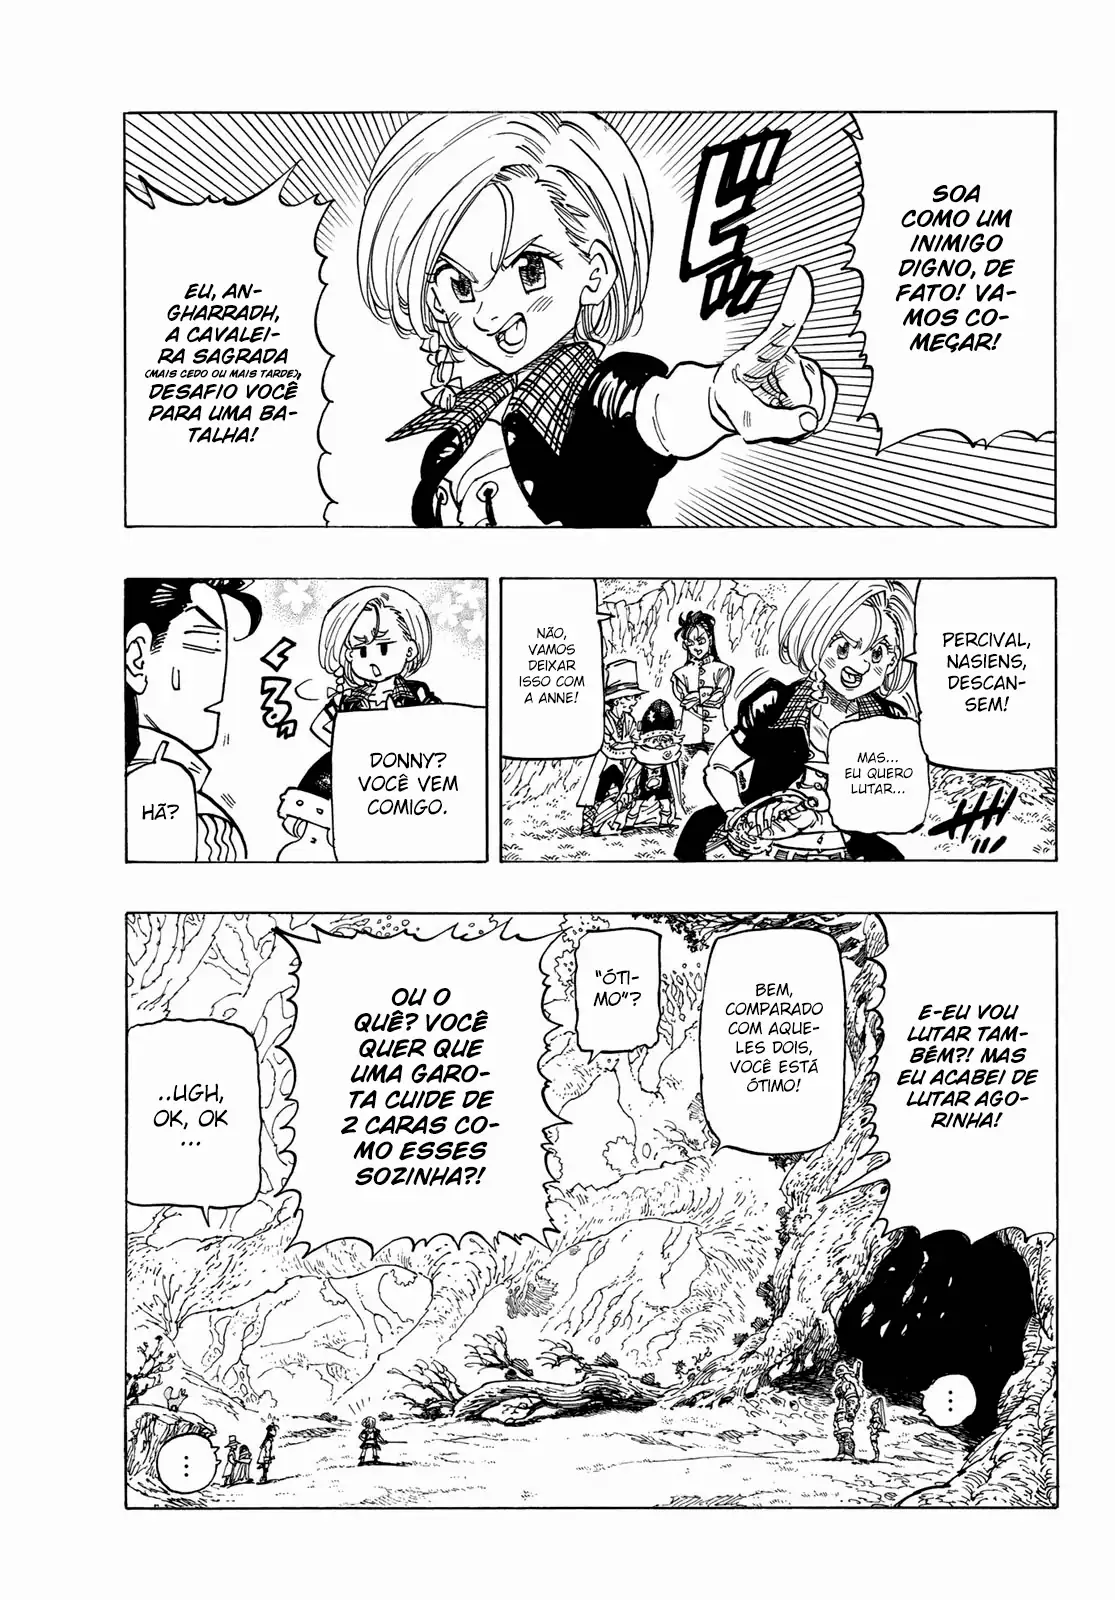 SOA
COMO UM
INIMIGO
DIGNO, DE
FATO! VA-
MOS CO-
MEÇAR!
ビシッ
EU, AN-
GHARRADH,
A CAVALEI-
RA SAGRADA
(MAIS CEDO OU MAIS TARDE),
DESAFIO VOCÊ
PARA UMA BA-
TALHA!
PERCIVAL,
NASIENS,
DESCAN-
SEM!
MAS...
EU QUERO
LUTAR...
NÃO,
VAMOS
DEIXAR
ISSO COM
A ANNE!
DONNY?
VOCÊ VEM
COMIGO.
HÃ?
E-EU VOU
LUTAR TAM-
BÉM?! MAS
EU ACABEI DE
LUTAR AGO-
RINHA!
BEM,
COMPARADO
COM AQUE-
LES DOIS,
VOCÊ ESTÁ
ÓTIMO!
"ÓTI-
MO"?
OU O
QUÊ? VOCÊ
QUER QUE
UMA GARO-
TA CUIDE DE
2 CARAS CO-
MO ESSES
SOZINHA?!
..UGH,
OK, OK
...
...
...